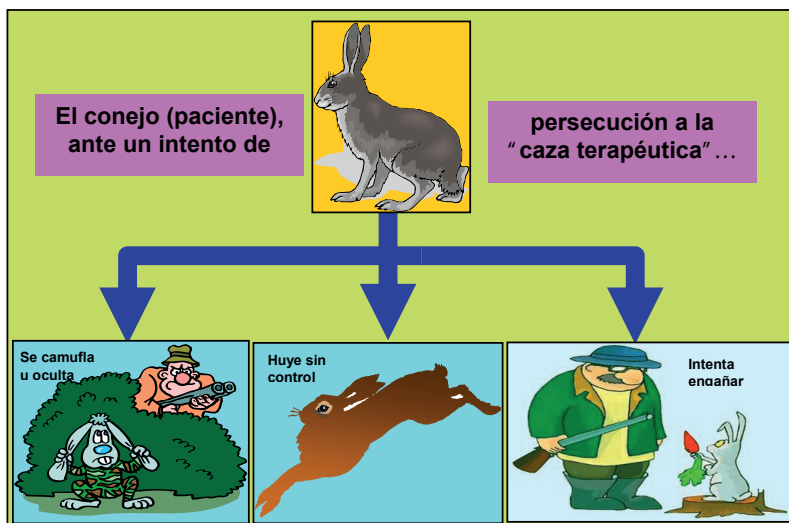 El conejo (paciente),
ante un intento de
persecución a la
"caza terapéutica"...
Se camufla
u oculta
Huye sin
control
Intenta
engañar